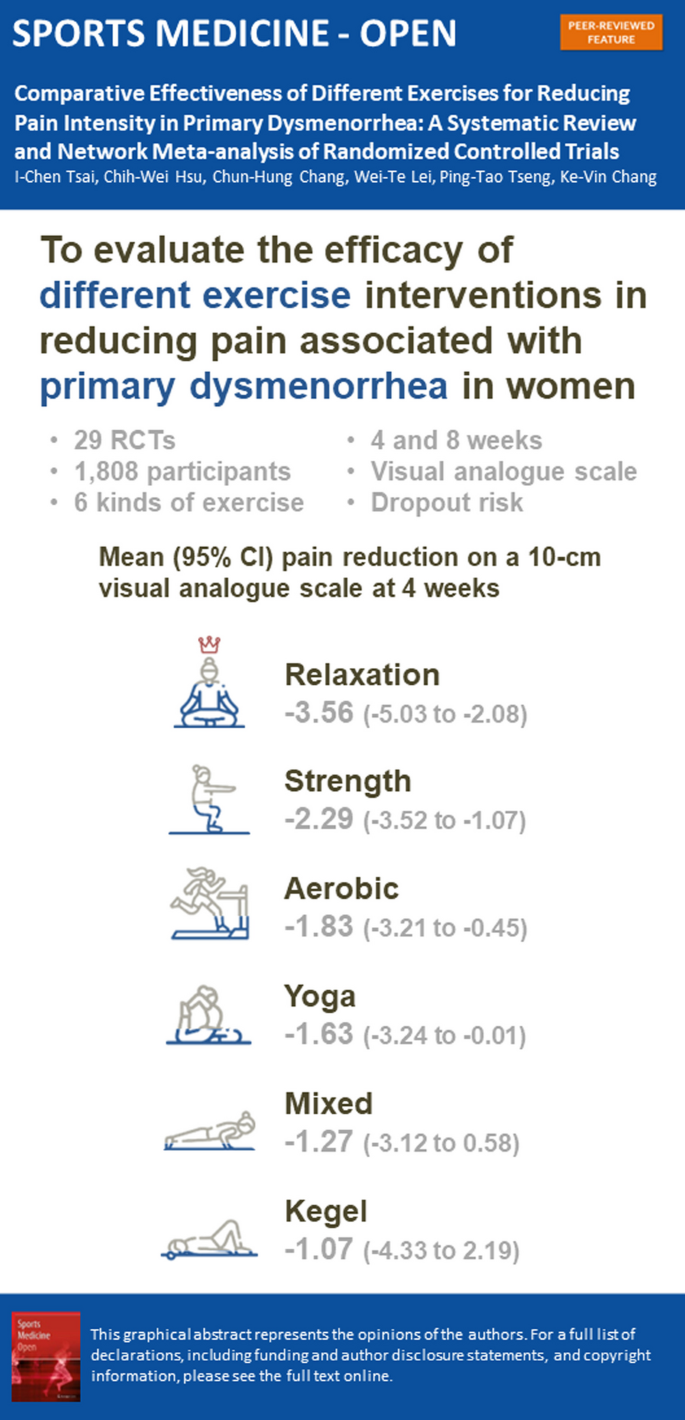 SPORTS MEDICINE - OPEN
PEER-REVIEWED
FEATURE
Comparative Effectiveness of Different Exercises for Reducing
Pain Intensity in Primary Dysmenorrhea: A Systematic Review
and Network Meta-analysis of Randomized Controlled Trials
I-Chen Tsai, Chih-Wei Hsu, Chun-Hung Chang, Wei-Te Lei, Ping-Tao Tseng, Ke-Vin Chang
To evaluate the efficacy of
different exercise interventions in
reducing pain associated with
primary dysmenorrhea in women
• 29 RCTs
• 1,808 participants
• 6 kinds of exercise
• 4 and 8 weeks
• Visual analogue scale
• Dropout risk
Mean (95% CI) pain reduction on a 10-cm
visual analogue scale at 4 weeks
Relaxation
-3.56 (-5.03 to -2.08)
Strength
-2.29 (-3.52 to -1.07)
Aerobic
-1.83 (-3.21 to -0.45)
Yoga
-1.63 (-3.24 to -0.01)
Mixed
-1.27 (-3.12 to 0.58)
Kegel
-1.07 (-4.33 to 2.19)
Sports
Medicine
Open
This graphical abstract represents the opinions of the authors. For a full list of
declarations, including funding and author disclosure statements, and copyright
information, please see the full text online.